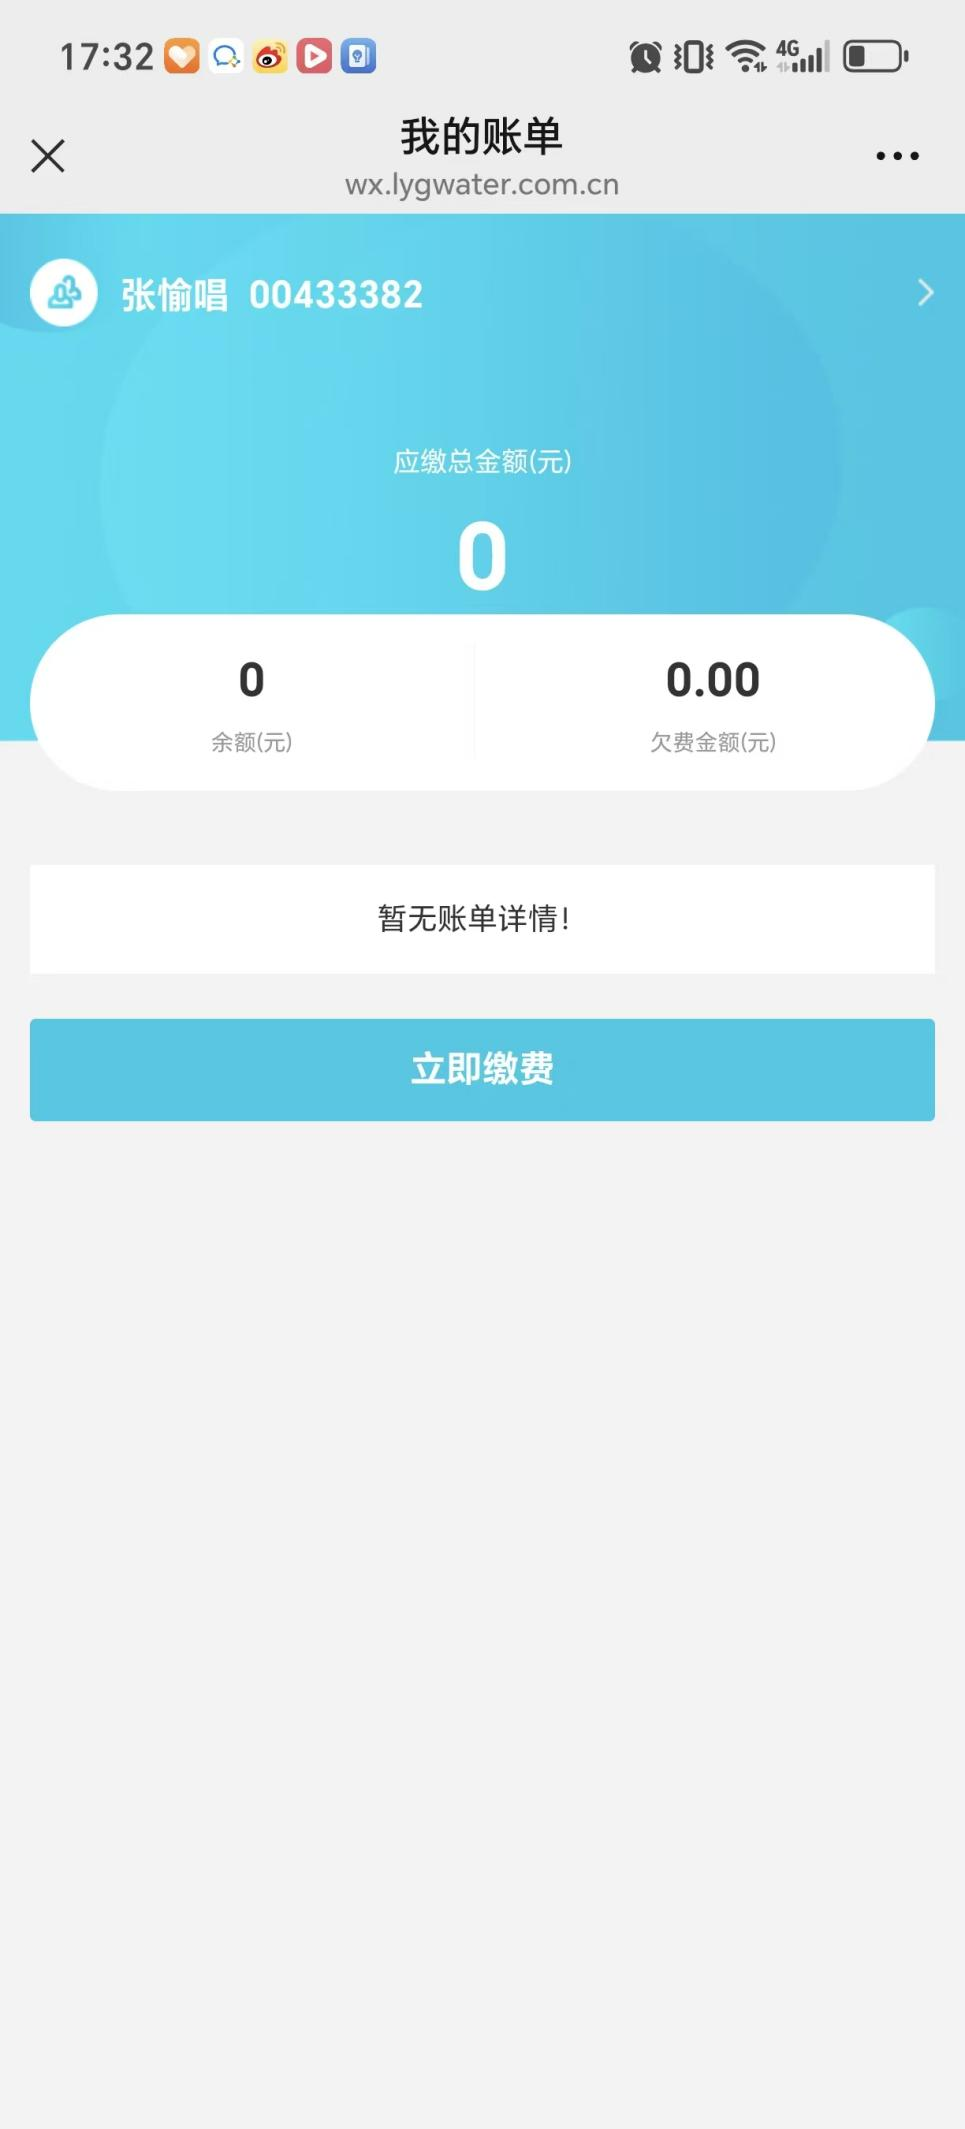 17:32
4G
我的账单
wx.lygwater.com.cn
张愉唱 00433382
应缴总金额(元)
0
0 0.00
余额(元) 欠费金额(元)
暂无账单详情!
立即缴费